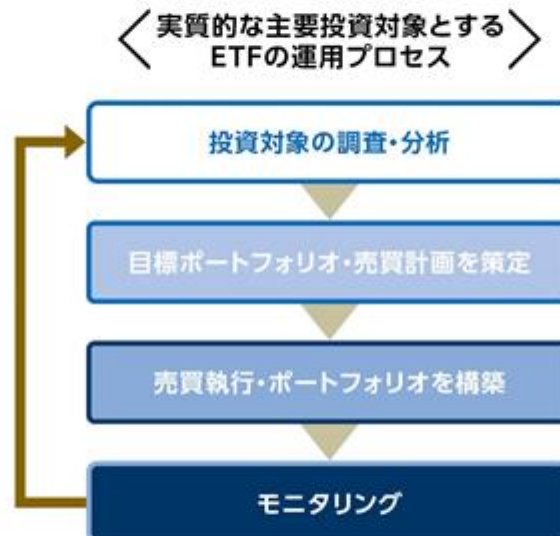 実質的な主要投資対象とする
ETFの運用プロセス
投資対象の調査・分析
目標ポートフォリオ・売買計画を策定
売買執行・ポートフォリオを構築
モニタリング